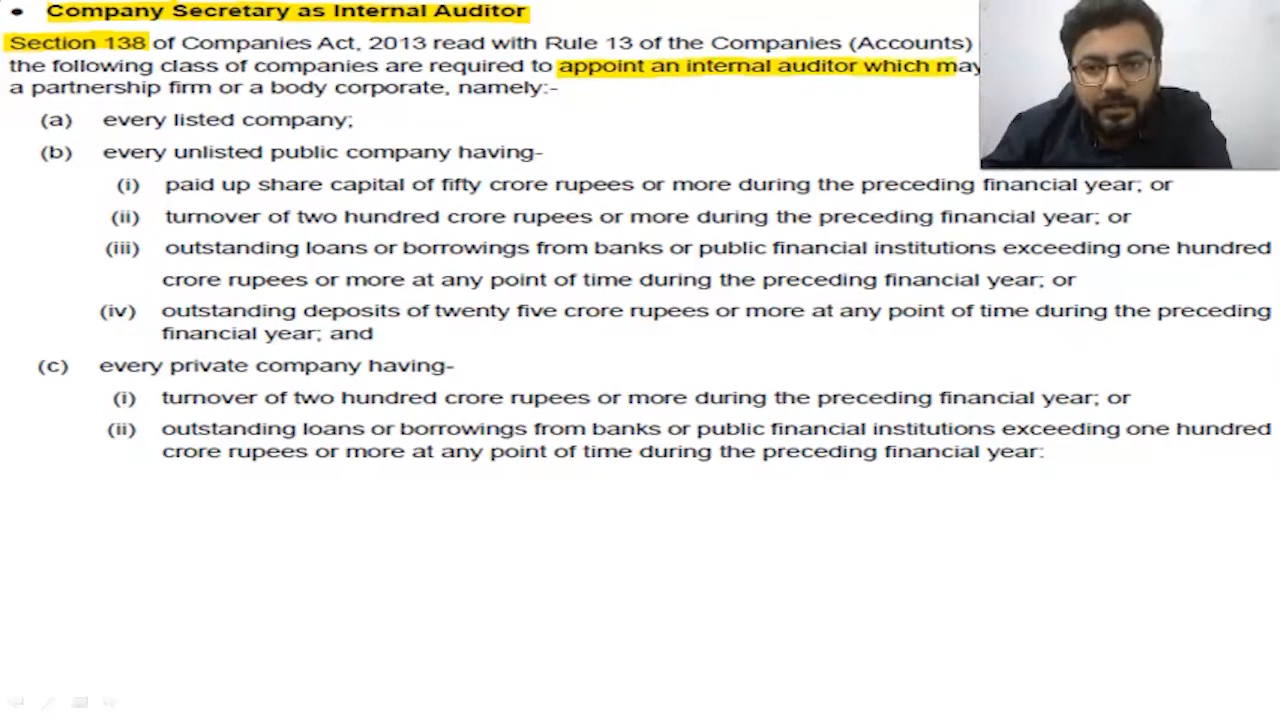 • Company Secretary as Internal Auditor
Section 138 of Companies Act, 2013 read with Rule 13 of the Companies (Accounts)
the following class of companies are required to appoint an internal auditor which may
a partnership firm or a body corporate, namely:-
(a) every listed company;
(b) every unlisted public company having-
(i) paid up share capital of fifty crore rupees or more during the preceding financial year; or
(ii) turnover of two hundred crore rupees or more during the preceding financial year; or
(iii) outstanding loans or borrowings from banks or public financial institutions exceeding one hundred
crore rupees or more at any point of time during the preceding financial year; or
(iv) outstanding deposits of twenty five crore rupees or more at any point of time during the preceding
financial year; and
(c) every private company having-
(i) turnover of two hundred crore rupees or more during the preceding financial year; or
(ii) outstanding loans or borrowings from banks or public financial institutions exceeding one hundred
crore rupees or more at any point of time during the preceding financial year: